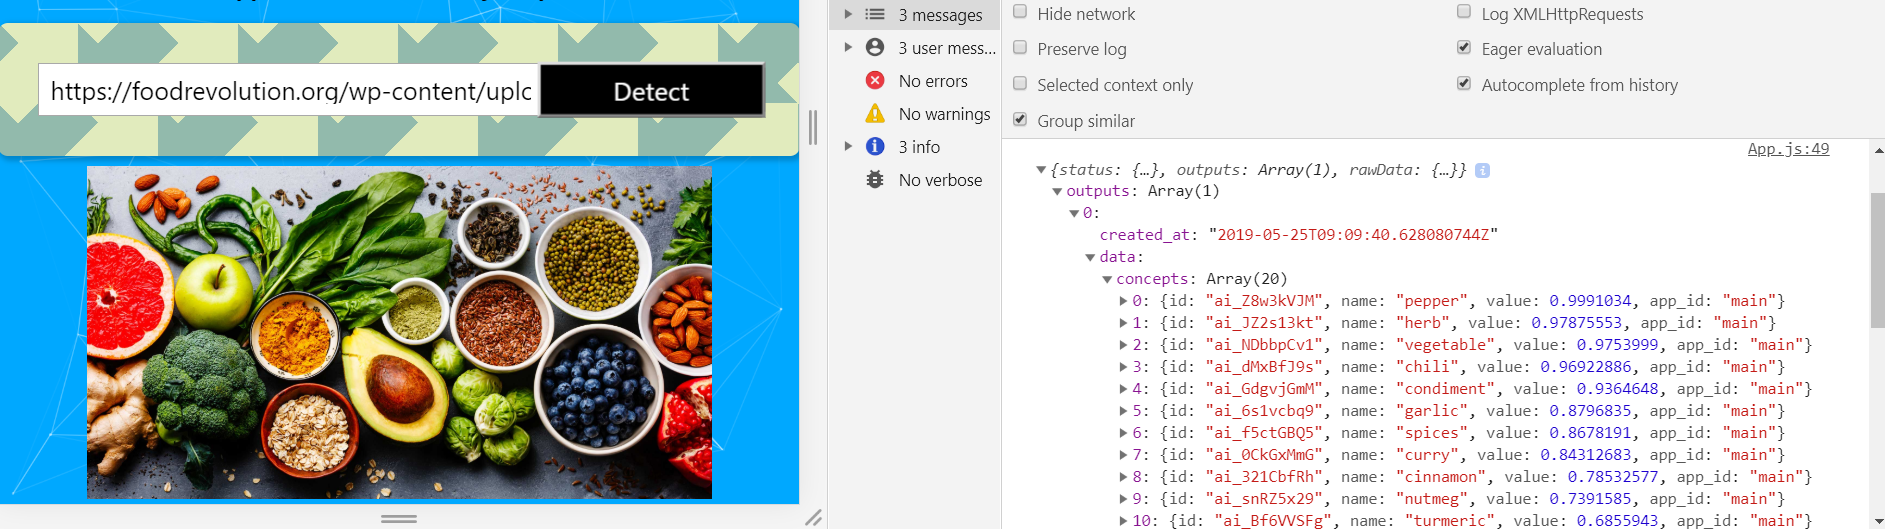 https://foodrevolution.org/wp-content/uplc
Detect
3 messages
3 user mess...
No errors
No warnings
3 info
No verbose
Hide network
Log XMLHttpRequests
Preserve log
Eager evaluation
Selected context only
Autocomplete from history
Group similar
App.js:49
{status: {…}, outputs: Array(1), rawData: {…}} i
outputs: Array(1)
0:
created_at: "2019-05-25T09:09:40.628080744Z"
data:
concepts: Array(20)
0: {id: "ai_Z8w3kVJM", name: "pepper", value: 0.9991034, app_id: "main"}
1: {id: "ai_JZ2s13kt", name: "herb", value: 0.97875553, app_id: "main"}
2: {id: "ai_NDbbpCv1", name: "vegetable", value: 0.9753999, app_id: "main"}
3: {id: "ai_dMxBfJ9s", name: "chili", value: 0.96922886, app_id: "main"}
4: {id: "ai_GdgvjGmM", name: "condiment", value: 0.9364648, app_id: "main"}
5: {id: "ai_6s1vcbq9", name: "garlic", value: 0.8796835, app_id: "main"}
6: {id: "ai_f5ctGBQ5", name: "spices", value: 0.8678191, app_id: "main"}
7: {id: "ai_0CkGxMmG", name: "curry", value: 0.84312683, app_id: "main"}
8: {id: "ai_321CbfRh", name: "cinnamon", value: 0.78532577, app_id: "main"}
9: {id: "ai_snRZ5x29", name: "nutmeg", value: 0.7391585, app_id: "main"}
10: {id: "ai_Bf6VVSFg", name: "turmeric", value: 0.6855943, app_id: "main"}